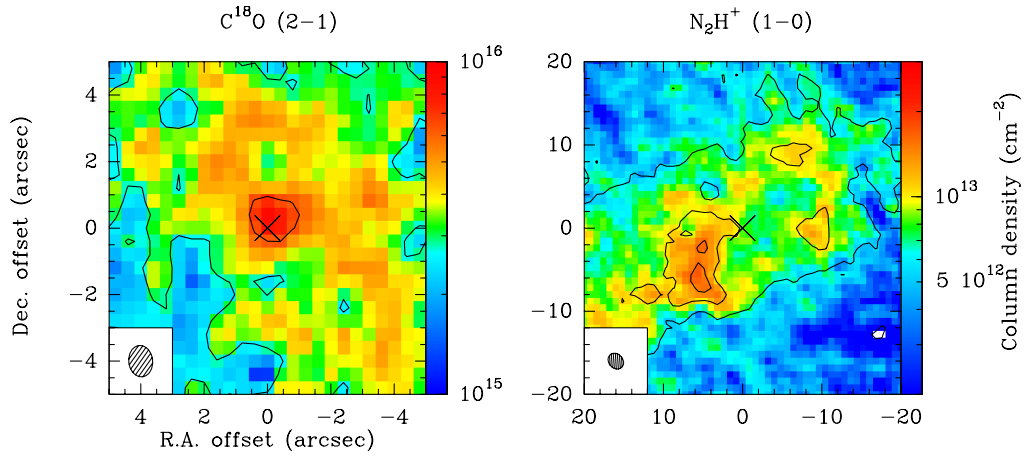 C¹⁸O (2−1)
N₂H⁺ (1−0)
10¹⁶
10¹⁵
10¹³
5 10¹²
Column density (cm⁻²)
Dec. offset (arcsec)
4
2
0
−2
−4
20
10
0
−10
−20
4 2 0 −2 −4
20 10 0 −10 −20
R.A. offset (arcsec)